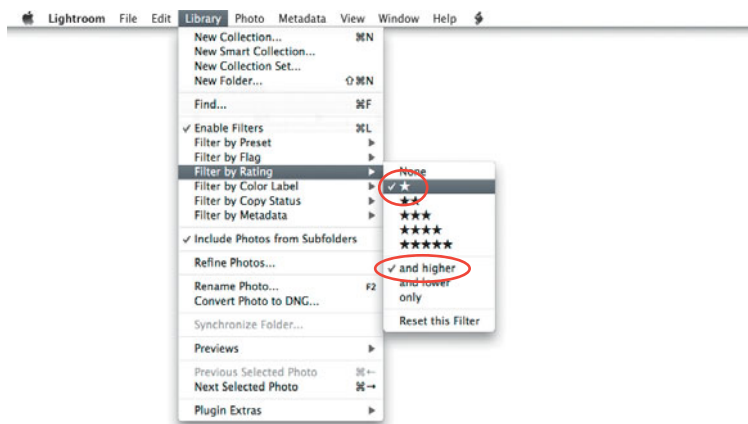 Lightroom File Edit Library Photo Metadata View Window Help
New Collection... ⌘N
New Smart Collection...
New Collection Set...
New Folder... ⇧⌘N
Find... ⌘F
✓ Enable Filters ⌘L
Filter by Preset ▶
Filter by Flag ▶
Filter by Rating ▶
Filter by Color Label ▶
Filter by Copy Status ▶
Filter by Metadata ▶
✓ Include Photos from Subfolders
Refine Photos...
Rename Photo... F2
Convert Photo to DNG...
Synchronize Folder...
Previews ▶
Previous Selected Photo ⌘←
Next Selected Photo ⌘→
Plugin Extras ▶
None
✓ ★
★★
★★★
★★★★
★★★★★
✓ and higher
and lower
only
Reset this Filter